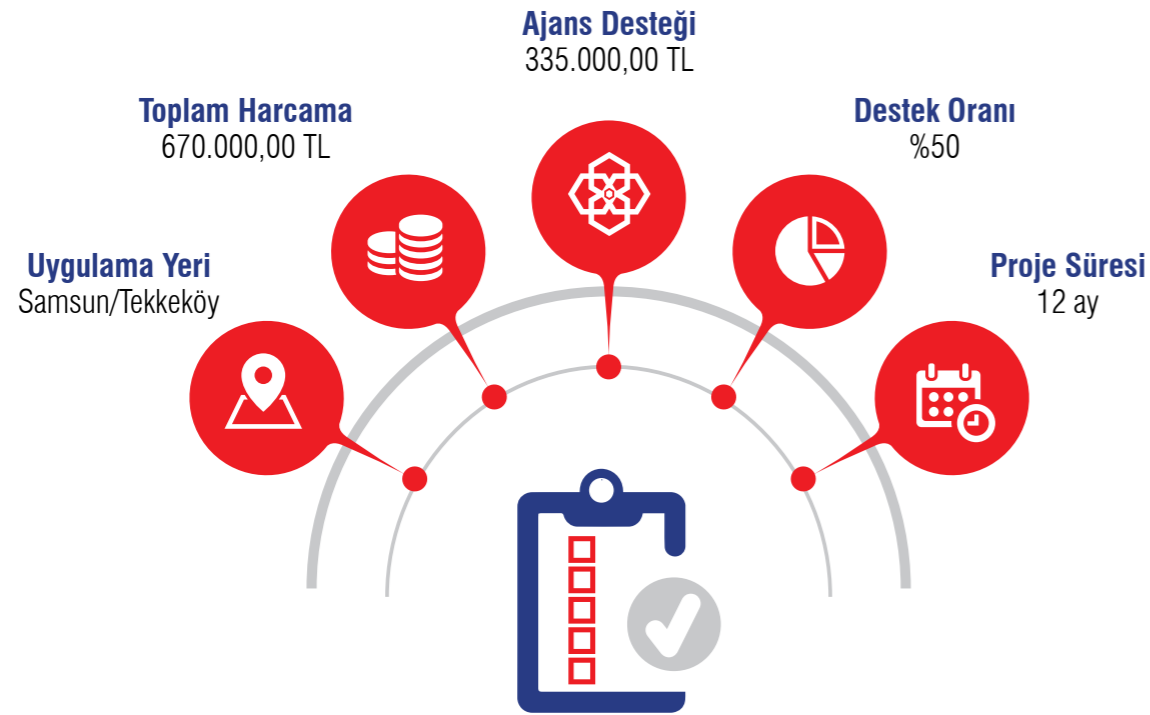 Ajans Desteği
335.000,00 TL
Toplam Harcama
670.000,00 TL
Destek Oranı
%50
Uygulama Yeri
Samsun/Tekkeköy
Proje Süresi
12 ay